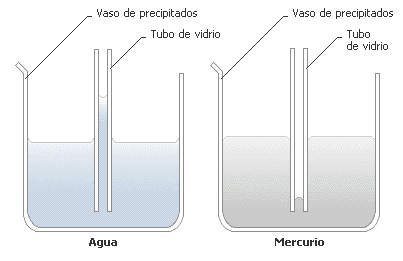 Vaso de precipitados
Tubo de vidrio
Agua
Vaso de precipitados
Tubo
de vidrio
Mercurio